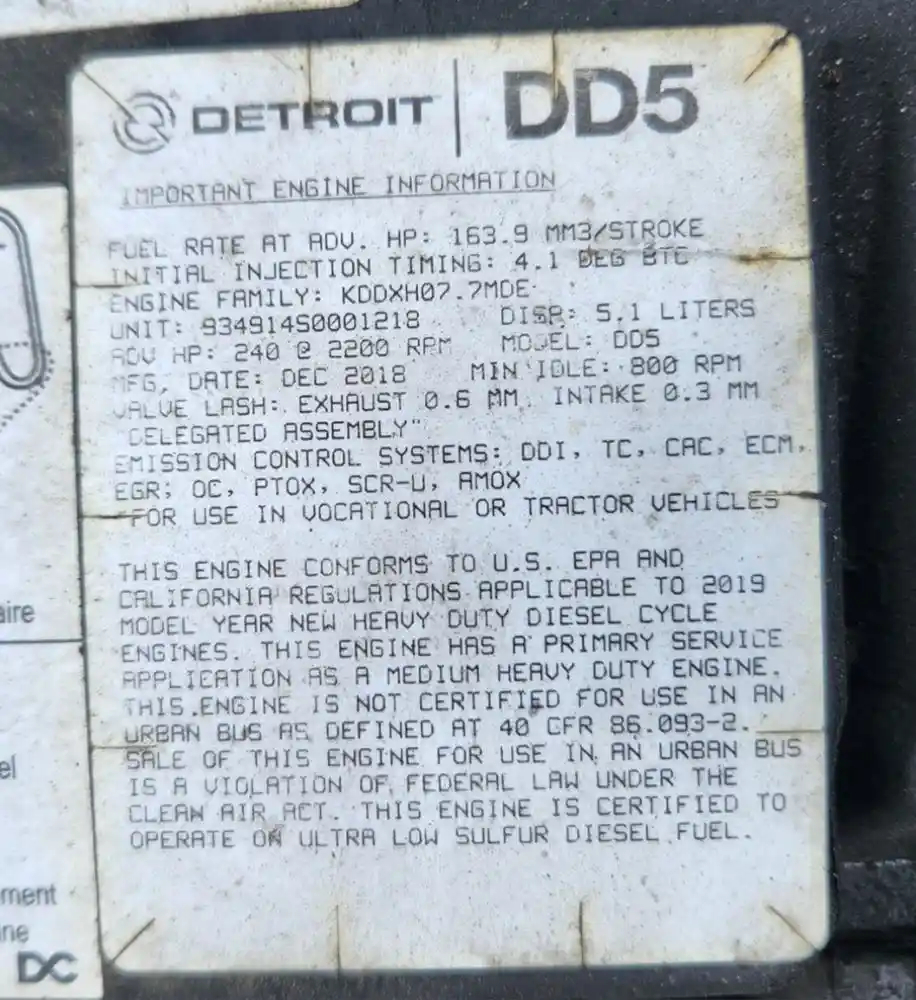 DETROIT | DD5
IMPORTANT ENGINE INFORMATION
FUEL RATE AT ADV. HP: 163.9 MM3/STROKE
INITIAL INJECTION TIMING: 4.1 DEG BTC
ENGINE FAMILY: KDDXH07.7MDE
UNIT: 934914S0001218 DISP: 5.1 LITERS
ADV HP: 240 @ 2200 RPM MODEL: DD5
MFG. DATE: DEC 2018 MIN IDLE: 800 RPM
VALVE LASH: EXHAUST 0.6 MM. INTAKE 0.3 MM
"DELEGATED ASSEMBLY"
EMISSION CONTROL SYSTEMS: DDI, TC, CAC, ECM,
EGR, OC, PTOX, SCR-U, AMOX
"FOR USE IN VOCATIONAL OR TRACTOR VEHICLES"
THIS ENGINE CONFORMS TO U.S. EPA AND
CALIFORNIA REGULATIONS APPLICABLE TO 2019
MODEL YEAR NEW HEAVY DUTY DIESEL CYCLE
ENGINES. THIS ENGINE HAS A PRIMARY SERVICE
APPLICATION AS A MEDIUM HEAVY DUTY ENGINE.
THIS ENGINE IS NOT CERTIFIED FOR USE IN AN
URBAN BUS AS DEFINED AT 40 CFR 86.093-2.
SALE OF THIS ENGINE FOR USE IN AN URBAN BUS
IS A VIOLATION OF FEDERAL LAW UNDER THE
CLEAN AIR ACT. THIS ENGINE IS CERTIFIED TO
OPERATE ON ULTRA LOW SULFUR DIESEL FUEL.
aire
el
ment
ine
DC